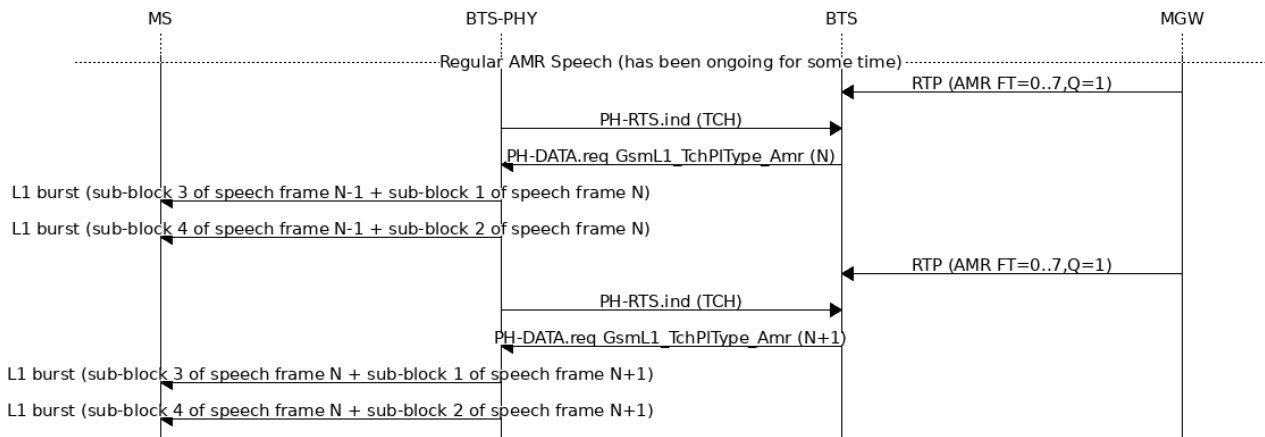 MS BTS-PHY BTS MGW
Regular AMR Speech (has been ongoing for some time)
RTP (AMR FT=0..7,Q=1)
PH-RTS.ind (TCH)
PH-DATA.req GsmL1_TchPlType_Amr (N)
L1 burst (sub-block 3 of speech frame N-1 + sub-block 1 of speech frame N)
L1 burst (sub-block 4 of speech frame N-1 + sub-block 2 of speech frame N)
RTP (AMR FT=0..7,Q=1)
PH-RTS.ind (TCH)
PH-DATA.req GsmL1_TchPlType_Amr (N+1)
L1 burst (sub-block 3 of speech frame N + sub-block 1 of speech frame N+1)
L1 burst (sub-block 4 of speech frame N + sub-block 2 of speech frame N+1)